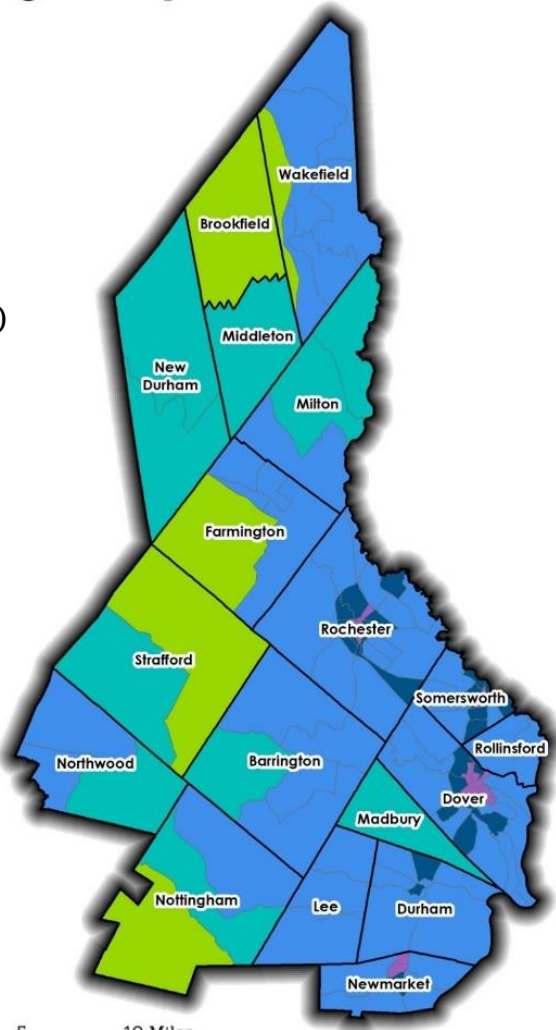 Wakefield
Brookfield
)
Middleton
New
Durham
Milton
Farmington
Rochester
Strafford
Somersworth
Rollinsford
Northwood
Barrington
Dover
Madbury
Nottingham
Lee
Durham
Newmarket
10 Miles